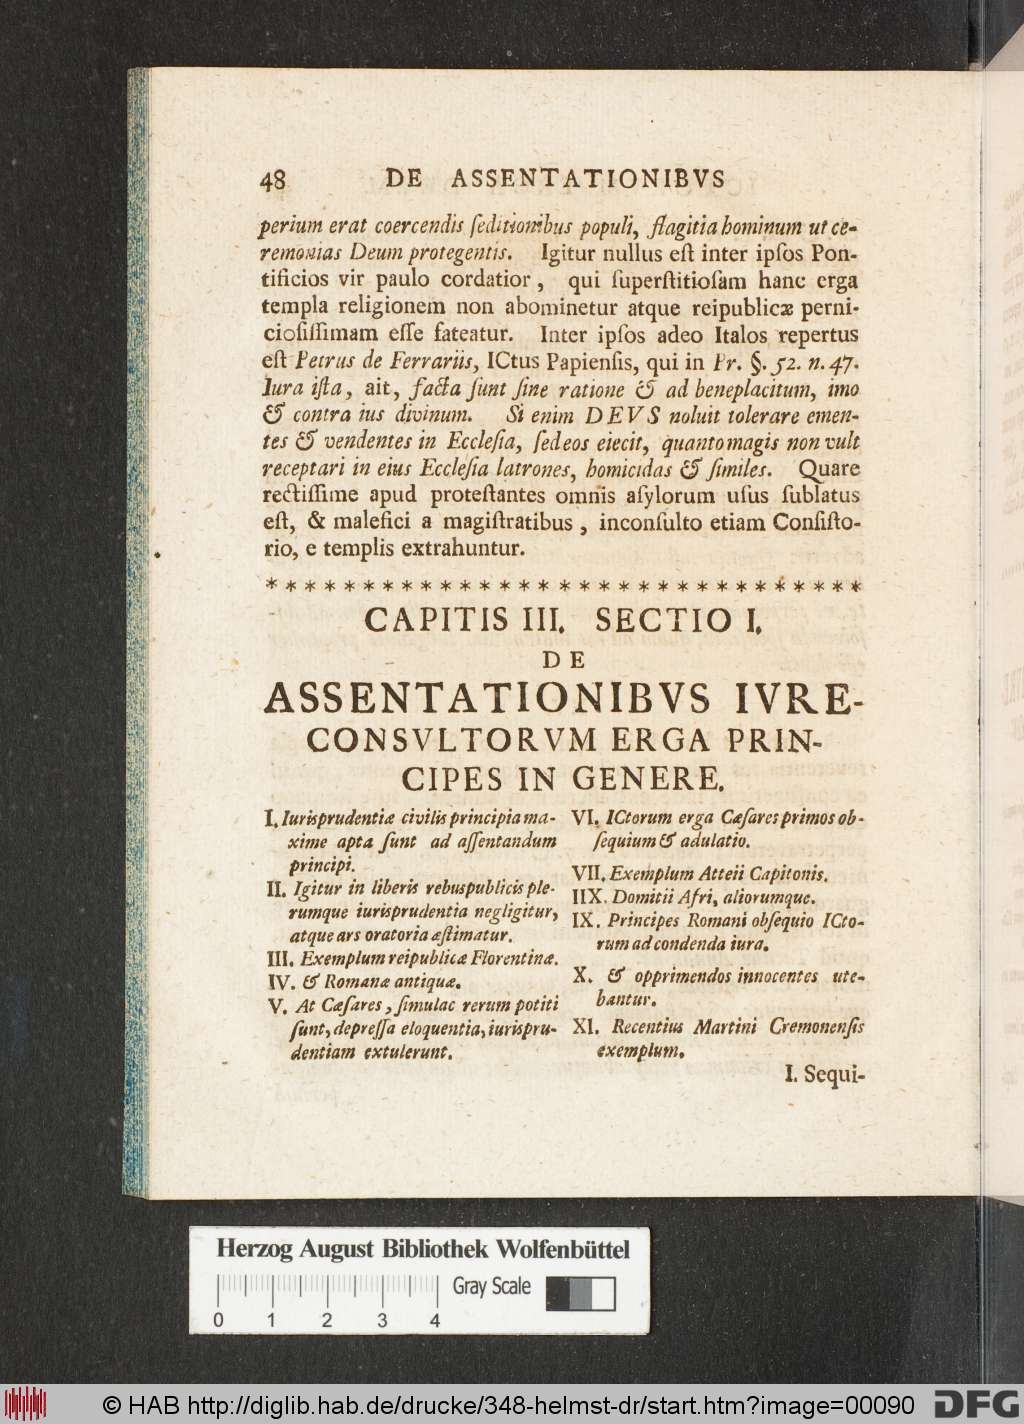 48 DE ASSENTATIONIBVS
perium erat coercendis ſeditionibus populi, flagitia hominum ut ce-
remonias Deum protegentis. Igitur nullus eſt inter ipſos Pon-
tificios vir paulo cordatior, qui ſuperſtitioſam hanc erga
templa religionem non abominetur atque reipublicæ perni-
cioſiſſimam eſſe fateatur. Inter ipſos adeo Italos repertus
eſt Petrus de Ferrariis, ICtus Papienſis, qui in Pr. §. 52. n. 47.
Iura iſta, ait, facta ſunt ſine ratione & ad beneplacitum, imo
& contra ius divinum. Si enim DEVS noluit tolerare emen-
tes & vendentes in Eccleſia, ſed eos eiecit, quanto magis non vult
receptari in eius Eccleſia latrones, homicidas & ſimiles. Quare
rectiſſime apud proteſtantes omnis aſylorum uſus ſublatus
eſt, & malefici a magiſtratibus, inconſulto etiam Conſiſto-
rio, e templis extrahuntur.
* * * * * * * * * * * * * * * * * * * * * * * * * * * * * * *
CAPITIS III. SECTIO I.
DE
ASSENTATIONIBVS IVRE-
CONSVLTORVM ERGA PRIN-
CIPES IN GENERE.
I. Iurisprudentiæ civilis principia ma-
xime apta ſunt ad aſſentandum
principi.
II. Igitur in liberis rebuspublicis ple-
rumque iurisprudentia negligitur,
atque ars oratoria æſtimatur.
III. Exemplum reipublicæ Florentinæ.
IV. & Romanæ antiquæ.
V. At Cæſares, ſimulac rerum potiti
ſunt, depreſſa eloquentia, iurispru-
dentiam extulerunt.
VI. ICtorum erga Cæſares primos ob-
ſequium & adulatio.
VII. Exemplum Atteii Capitonis.
IIX. Domitii Afri, aliorumque.
IX. Principes Romani obſequio ICto-
rum ad condenda iura.
X. & opprimendos innocentes ute-
bantur.
XI. Recentius Martini Cremonenſis
exemplum.
I. Sequi-
Herzog August Bibliothek Wolfenbüttel
Gray Scale
0 1 2 3 4
© HAB http://diglib.hab.de/drucke/348-helmst-dr/start.htm?image=00090
DFG